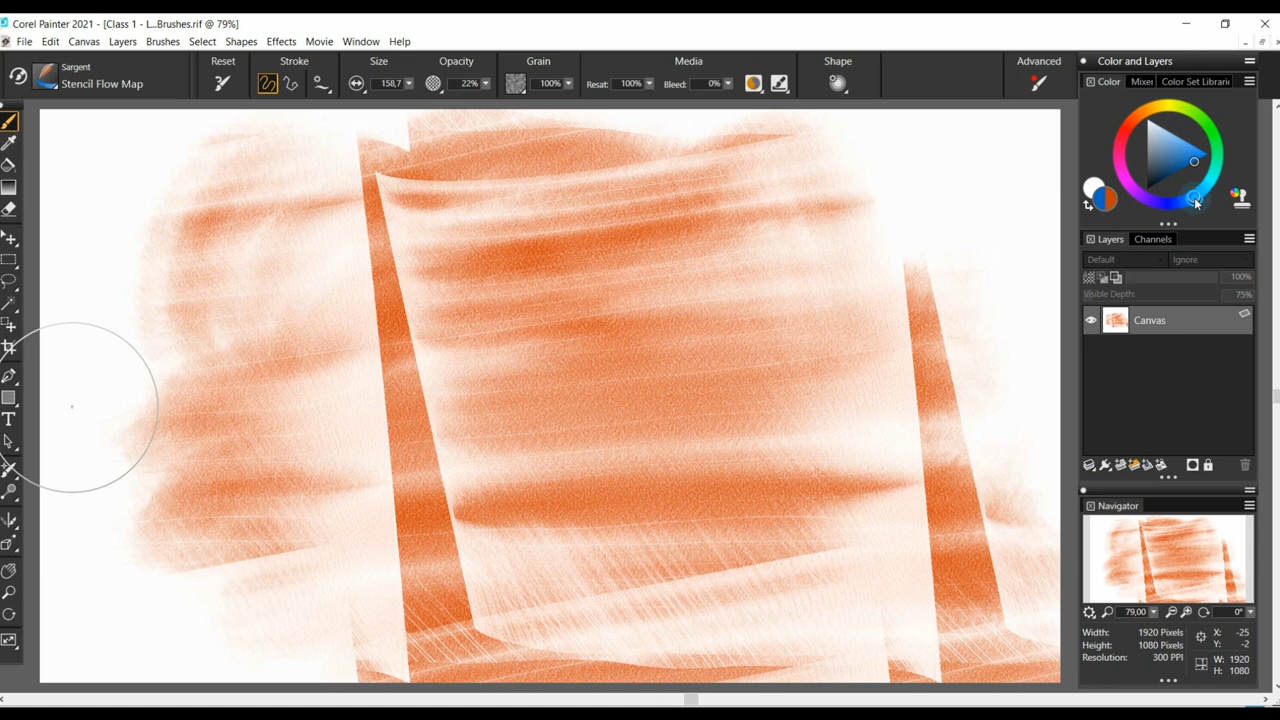 Corel Painter 2021 - [Class 1 - L...Brushes.rif @ 79%]
File Edit Canvas Layers Brushes Select Shapes Effects Movie Window Help
Sargent
Stencil Flow Map
Reset
Stroke
Size
158,7
Opacity
22%
Grain
100%
Media
Resat: 100% Bleed: 0%
Shape
Advanced
Color and Layers
Color Mixer Color Set Librarie
Layers Channels
Default Ignore
100%
Visible Depth: 75%
Canvas
Navigator
79,00 0°
Width: 1920 Pixels
Height: 1080 Pixels
Resolution: 300 PPI
X: -25
Y: -2
W: 1920
H: 1080